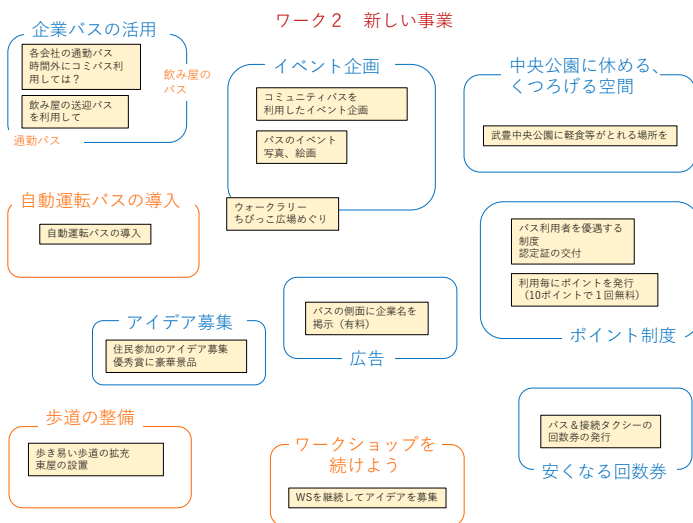 ワーク２　新しい事業
企業バスの活用
各会社の通勤バス
時間外にコミバス利
用しては？
飲み屋の
バス
飲み屋の送迎バス
を利用して
通勤バス
イベント企画
コミュニティバスを
利用したイベント企画
バスのイベント
写真、絵画
ウォークラリー
ちびっこ広場めぐり
中央公園に休める、
くつろげる空間
武豊中央公園に軽食等がとれる場所を
自動運転バスの導入
自動運転バスの導入
バス利用者を優遇する
制度
認定証の交付
利用毎にポイントを発行
（10ポイントで１回無料）
ポイント制度
アイデア募集
住民参加のアイデア募集
優秀賞に豪華景品
バスの側面に企業名を
掲示（有料）
広告
歩道の整備
歩き易い歩道の拡充
東屋の設置
ワークショップを
続けよう
WSを継続してアイデアを募集
バス＆接続タクシーの
回数券の発行
安くなる回数券